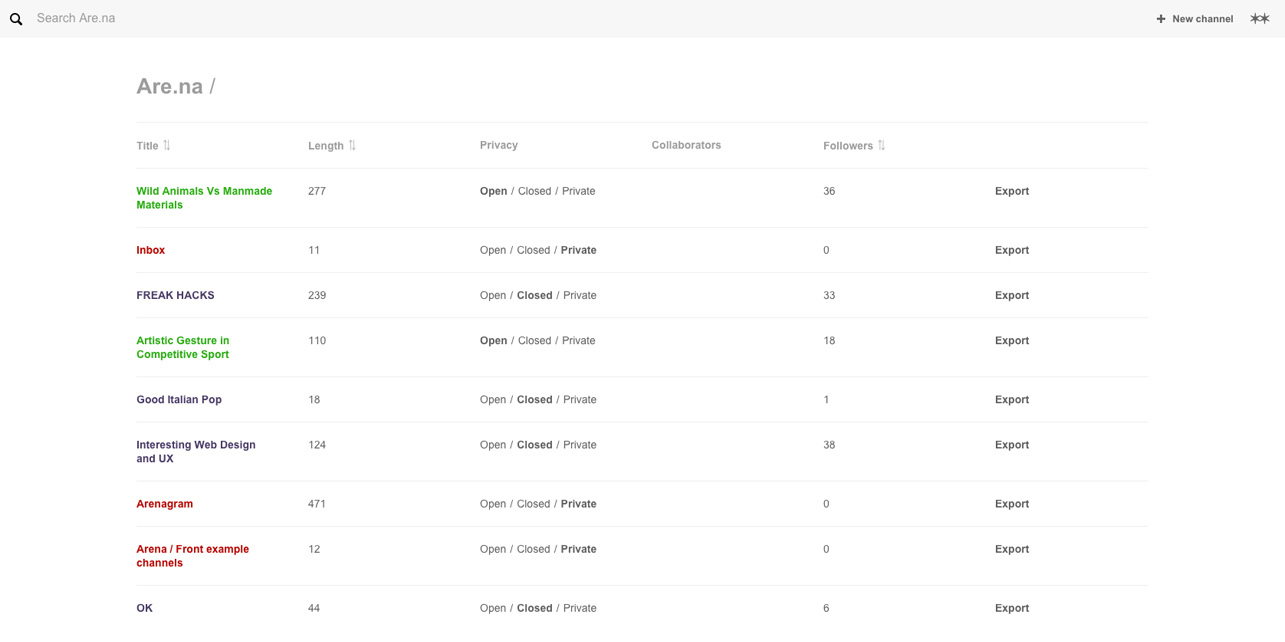 Search Are.na
+ New channel
Are.na /
Title Length Privacy Collaborators Followers
Wild Animals Vs Manmade 277 Open / Closed / Private 36 Export
Materials
Inbox 11 Open / Closed / Private 0 Export
FREAK HACKS 239 Open / Closed / Private 33 Export
Artistic Gesture in 110 Open / Closed / Private 18 Export
Competitive Sport
Good Italian Pop 18 Open / Closed / Private 1 Export
Interesting Web Design 124 Open / Closed / Private 38 Export
and UX
Arenagram 471 Open / Closed / Private 0 Export
Arena / Front example 12 Open / Closed / Private 0 Export
channels
OK 44 Open / Closed / Private 6 Export